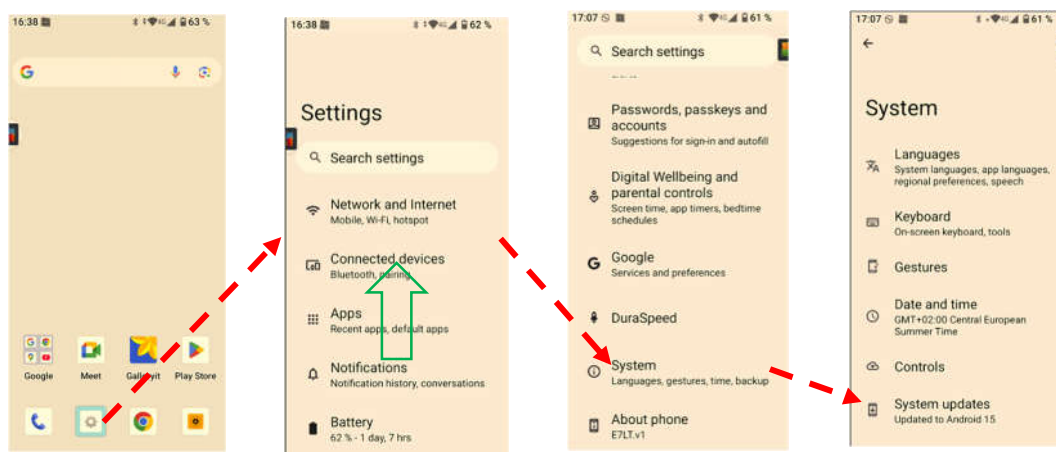 16:38
63 %
Google
Meet
Gallery
Play Store
16:38
62 %
Settings
Search settings
Network and Internet
Mobile, Wi-Fi, hotspot
Connected devices
Bluetooth, pairing
Apps
Recent apps, default apps
Notifications
Notification history, conversations
Battery
62 % - 1 day, 7 hrs
17:07
61 %
Search settings
Passwords, passkeys and
accounts
Suggestions for sign-in and autofill
Digital Wellbeing and
parental controls
Screen time, app timers, bedtime
schedules
Google
Services and preferences
DuraSpeed
System
Languages, gestures, time, backup
About phone
E7LT.v1
17:07
61 %
System
Languages
System languages, app languages,
regional preferences, speech
Keyboard
On-screen keyboard, tools
Gestures
Date and time
GMT+02:00 Central European
Summer Time
Controls
System updates
Updated to Android 15